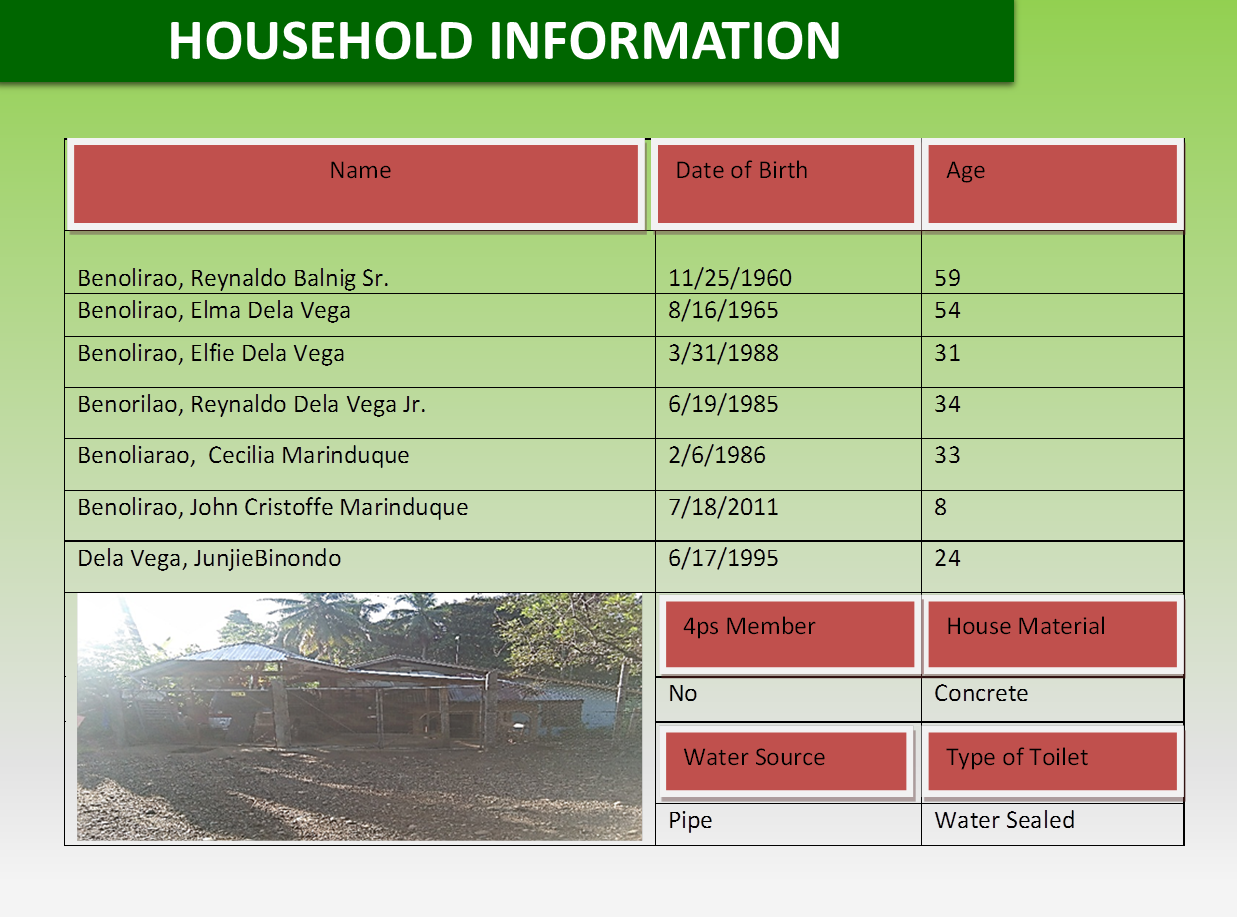 HOUSEHOLD INFORMATION
Name Date of Birth Age
Benolirao, Reynaldo Balnig Sr. 11/25/1960 59
Benolirao, Elma Dela Vega 8/16/1965 54
Benolirao, Elfie Dela Vega 3/31/1988 31
Benorilao, Reynaldo Dela Vega Jr. 6/19/1985 34
Benoliarao,  Cecilia Marinduque 2/6/1986 33
Benolirao, John Cristoffe Marinduque 7/18/2011 8
Dela Vega, JunjieBinondo 6/17/1995 24
4ps Member House Material
No Concrete
Water Source Type of Toilet
Pipe Water Sealed